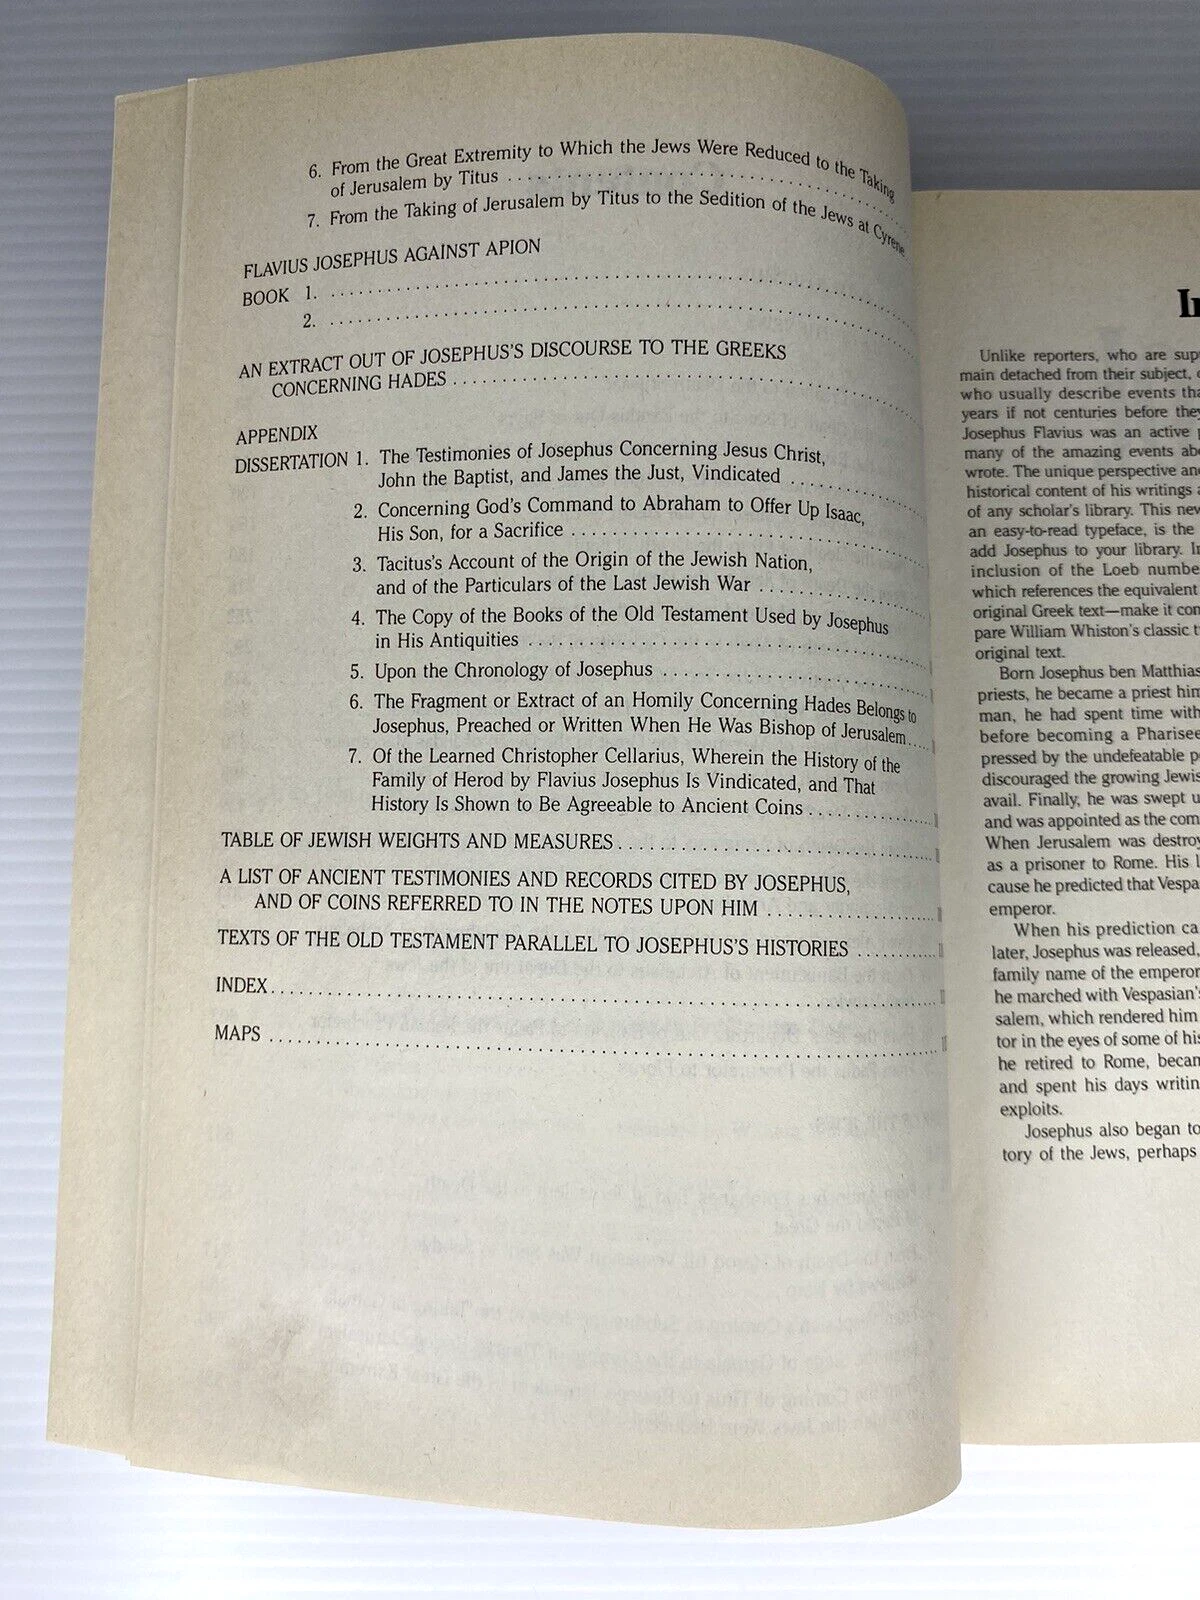 6. From the Great Extremity to Which the Jews Were Reduced to the Taking
of Jerusalem by Titus
7. From the Taking of Jerusalem by Titus to the Sedition of the Jews at Cyrene
FLAVIUS JOSEPHUS AGAINST APION
BOOK 1.
2.
AN EXTRACT OUT OF JOSEPHUS'S DISCOURSE TO THE GREEKS
CONCERNING HADES
APPENDIX
DISSERTATION 1. The Testimonies of Josephus Concerning Jesus Christ,
John the Baptist, and James the Just, Vindicated
2. Concerning God's Command to Abraham to Offer Up Isaac,
His Son, for a Sacrifice
3. Tacitus's Account of the Origin of the Jewish Nation,
and of the Particulars of the Last Jewish War
4. The Copy of the Books of the Old Testament Used by Josephus
in His Antiquities
5. Upon the Chronology of Josephus
6. The Fragment or Extract of an Homily Concerning Hades Belongs to
Josephus, Preached or Written When He Was Bishop of Jerusalem
7. Of the Learned Christopher Cellarius, Wherein the History of the
Family of Herod by Flavius Josephus Is Vindicated, and That
History Is Shown to Be Agreeable to Ancient Coins
TABLE OF JEWISH WEIGHTS AND MEASURES
A LIST OF ANCIENT TESTIMONIES AND RECORDS CITED BY JOSEPHUS,
AND OF COINS REFERRED TO IN THE NOTES UPON HIM
TEXTS OF THE OLD TESTAMENT PARALLEL TO JOSEPHUS'S HISTORIES
INDEX
MAPS
Unlike reporters, who are
main detached from their subject,
who usually describe events
years if not centuries before
Josephus Flavius was an active
many of the amazing events
wrote. The unique perspective
historical content of his writings
of any scholar's library. This
an easy-to-read typeface, is the
add Josephus to your library.
inclusion of the Loeb
which references the equivalent
original Greek text—make it
pare William Whiston's classic
original text.
Born Josephus ben Matthias
priests, he became a priest
man, he had spent time with
before becoming a Pharisee
pressed by the undefeatable
discouraged the growing
avail. Finally, he was swept
and was appointed as the
When Jerusalem was
as a prisoner to Rome. His
cause he predicted that
emperor.
When his prediction
later, Josephus was released,
family name of the emperor
he marched with Vespasian's
salem, which rendered him
tor in the eyes of some of
he retired to Rome,
and spent his days
exploits.
Josephus also began to
tory of the Jews, perhaps